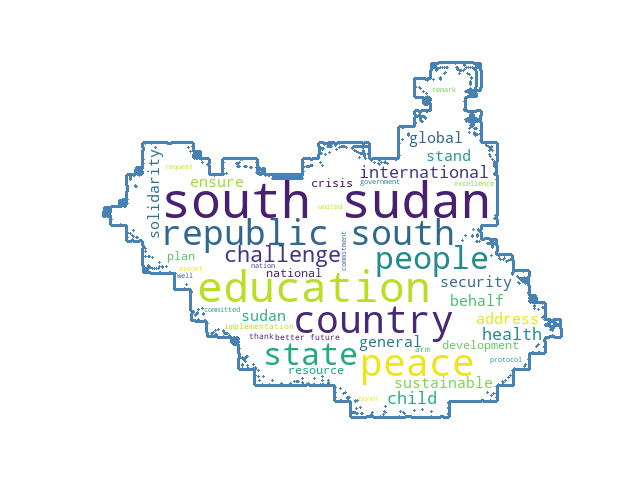 remark
global
stand
solidarity
request
international
ensure
crisis
government
excellence
south sudan
united
republic south
commitment
challenge
people
plan
escort
well
nation
national
security
education
behalf
committed
sudan
country
address
implementation
health
thank
better future
general
development
state
arm
peace
protocol
resource
sustainable
child
honor